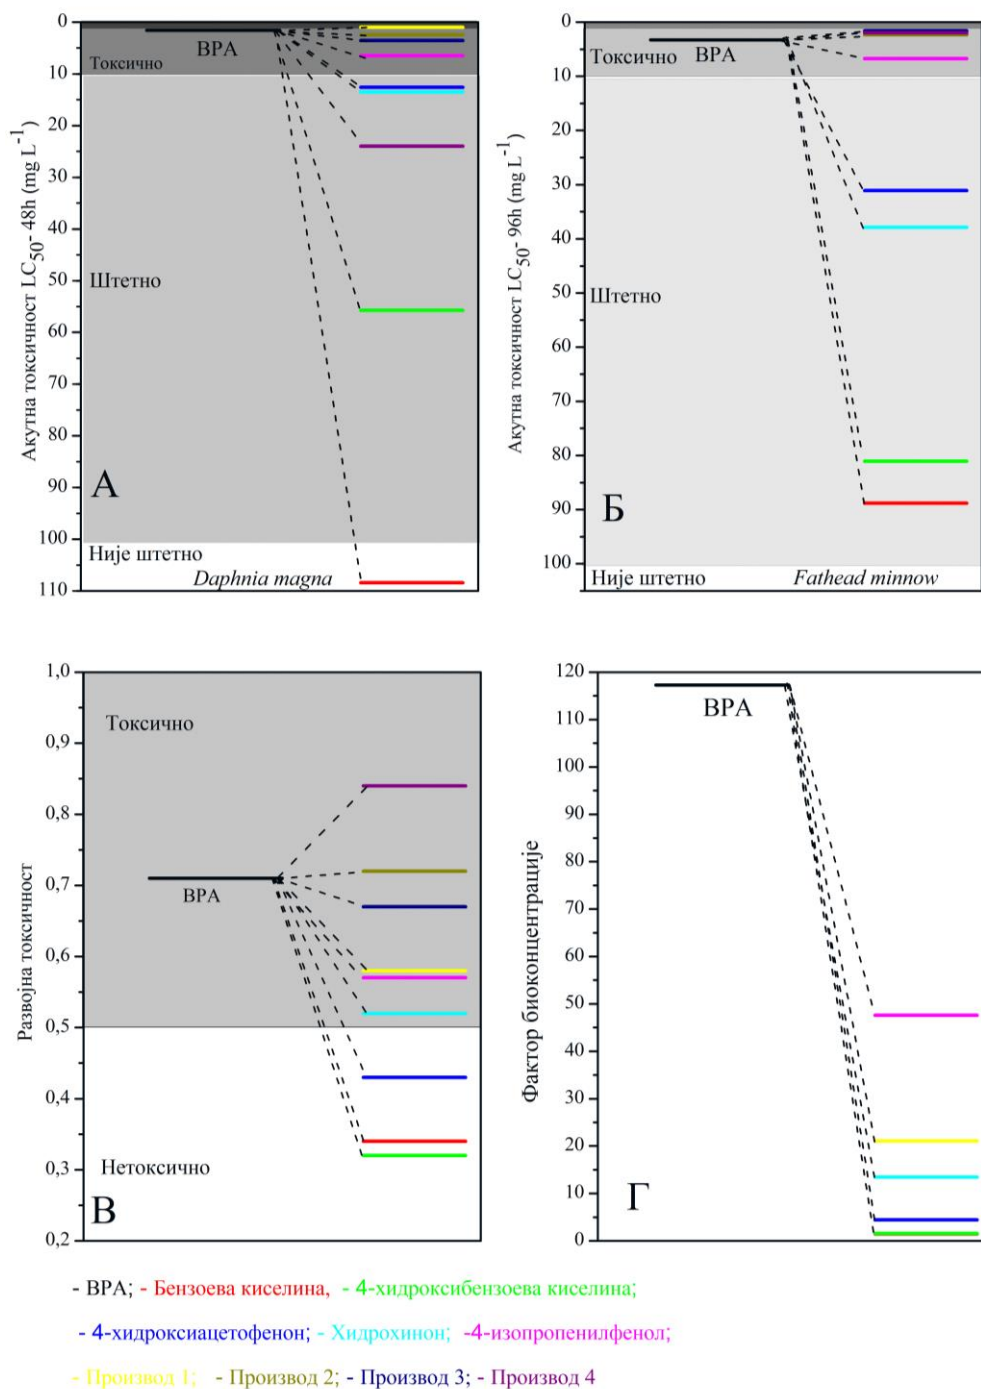 0
10
20
30
40
50
60
70
80
90
100
110
Акутна токсичност LC50- 48h (mg L-1)
BPA
Токсично
Штетно
А
Није штетно
Daphnia magna
0
10
20
30
40
50
60
70
80
90
100
Акутна токсичност LC50- 96h (mg L-1)
Токсично
BPA
Штетно
Б
Није штетно
Fathead minnow
1,0
0,9
0,8
0,7
0,6
0,5
0,4
0,3
0,2
Развојна токсичност
Токсично
BPA
Нетоксично
В
120
110
100
90
80
70
60
50
40
30
20
10
0
Фактор биоконцентрације
BPA
Г
- BPA; - Бензоева киселина, - 4-хидроксибензоева киселина;
- 4-хидроксиацетофенон; - Хидрохинон; -4-изопропенилфенол;
- Производ 1; - Производ 2; - Производ 3; - Производ 4